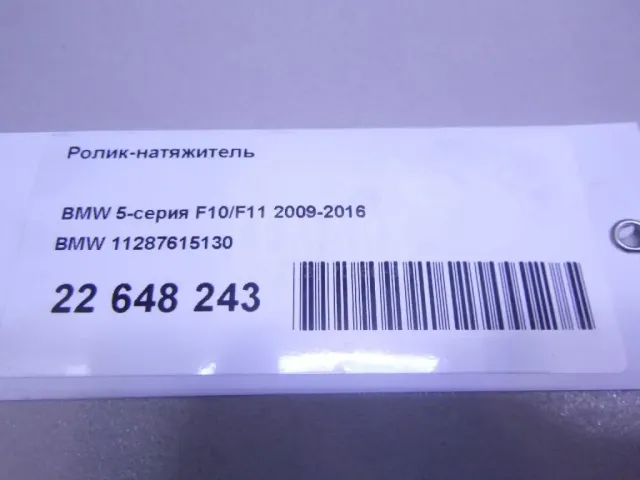 Ролик-натяжитель
BMW 5-серия F10/F11 2009-2016
BMW 11287615130
22 648 243